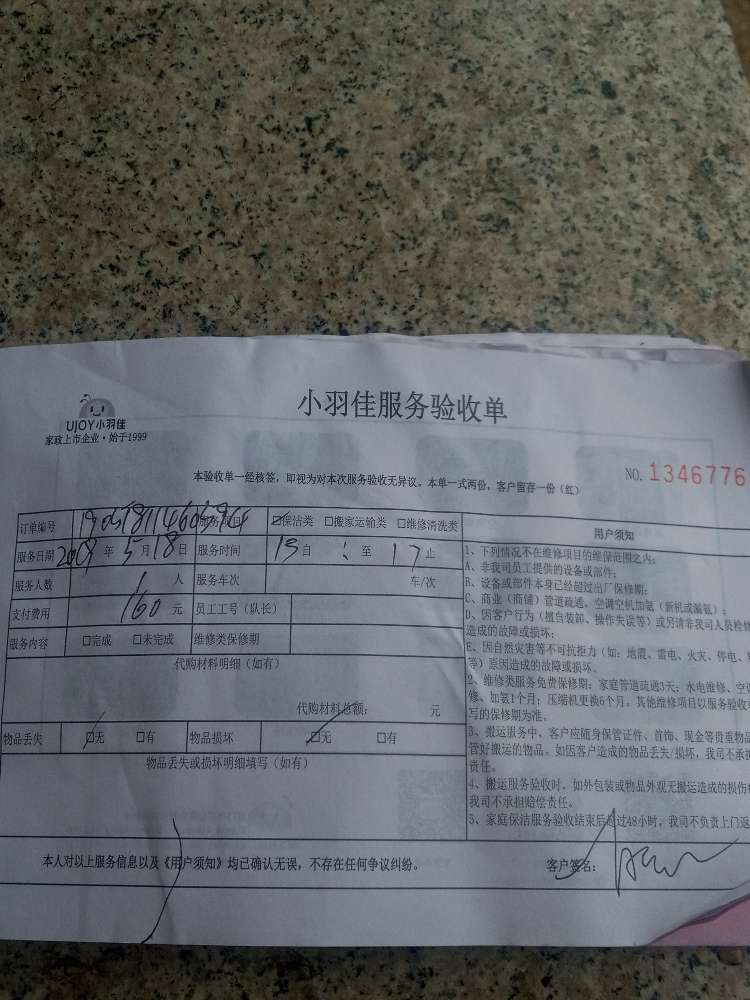 小羽佳服务验收单
UJOY小羽佳
家政上市企业·始于1999
本验收单一经核签，即视为对本次服务验收无异议。本单一式两份，客户留存一份（红）
NO. 1346776
订单编号 服务项目 ☑保洁类 □搬家运输类 □维修清洗类
服务日期 2019 年 5 月 18 日 服务时间 自 至 17 止
服务人数 1 人 服务车次 车/次
支付费用 160 元 员工工号（队长）
服务内容 □完成 □未完成 维修类保修期
代购材料明细（如有）
代购材料总额： 元
物品丢失 ☑无 □有 物品损坏 ☑无 □有
物品丢失或损坏明细填写（如有）
用户须知
1、下列情况不在维修项目的维保范围之内：
A、非我司员工提供的设备或部件；
B、设备或部件本身已经超过出厂保修期；
C、商业（商铺）管道疏通、空调空机加氨（新机或漏氨）；
D、因客户行为（擅自装卸、操作失误等）或另请非我司人员检修
造成的故障或损坏；
E、因自然灾害等不可抗拒力（如：地震、雷电、火灾、停电、
等）原因造成的故障或损坏。
2、维修类服务免费保修期：家庭管道疏通3天；水电维修、空
修、如氨1个月；压缩机更换6个月。其他维修项目以服务验收
写的保修期为准。
3、搬运服务中，客户应随身保管证件、首饰、现金等贵重物品
管好搬运的物品。如因客户造成的物品丢失/损坏，我司不承担
责任。
4、搬运服务验收时，如外包装或物品外观无搬运造成的损伤
我司不承担赔偿责任。
5、家庭保洁服务验收结束后超过48小时，我司不负责上门返
本人对以上服务信息以及《用户须知》均已确认无误，不存在任何争议纠纷。 客户签名：